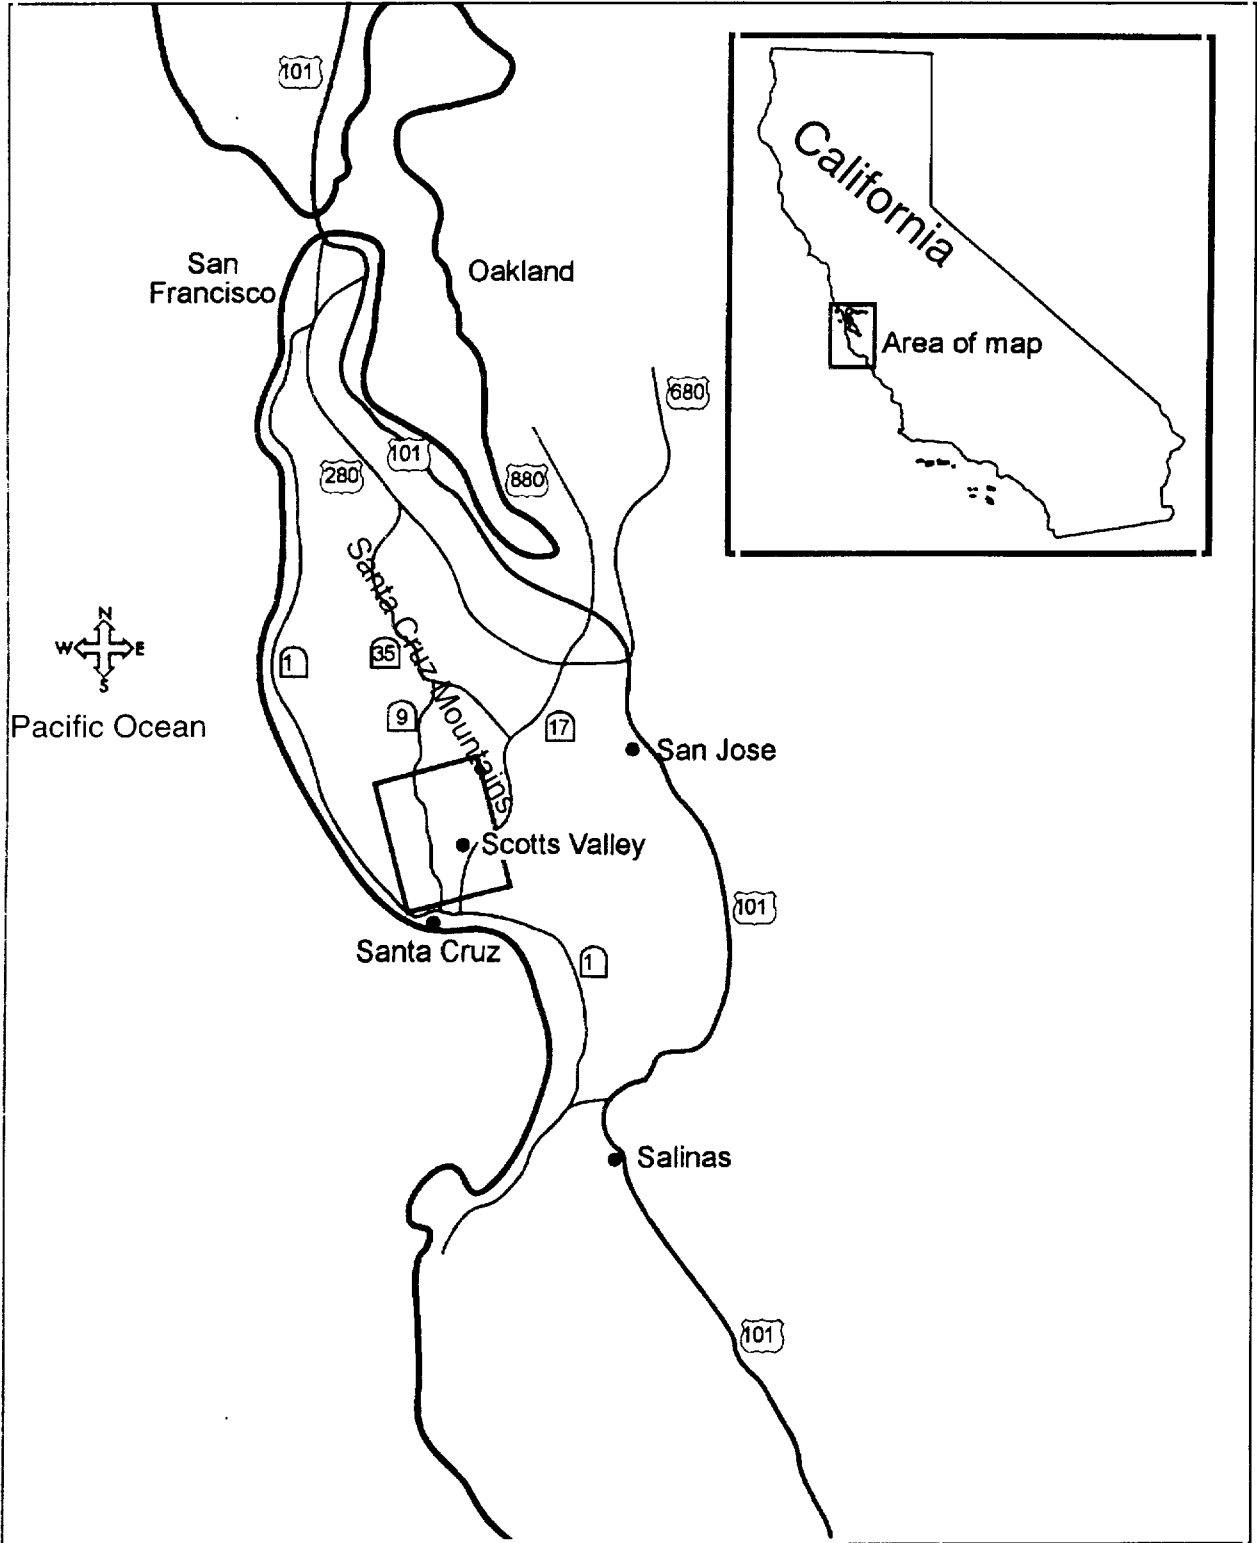 101
California
San
Francisco
Oakland
Area of map
680
101
280
880
Santa Cruz Mountains
N
W E
S
1
35
9
17
Pacific Ocean
San Jose
Scotts Valley
101
Santa Cruz
1
Salinas
101